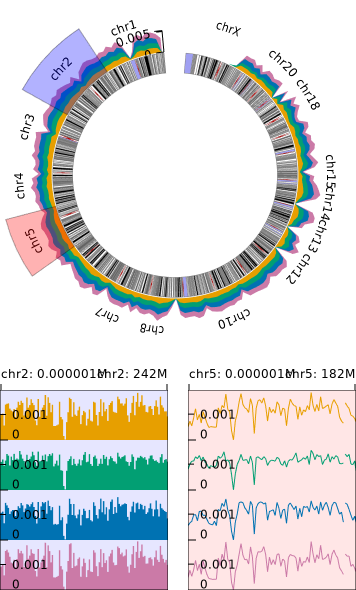 chr1
chrX
0.005
0
chr2
chr20
chr18
chr3
chr15
chr4
chr14
chr5
chr13
chr12
chr7
chr8
chr10
chr2: 0.000001M
chr2: 242M
chr5: 0.000001M
chr5: 182M
0.001
0
0.001
0
0.001
0
0.001
0
0.001
0
0.001
0
0.001
0
0.001
0